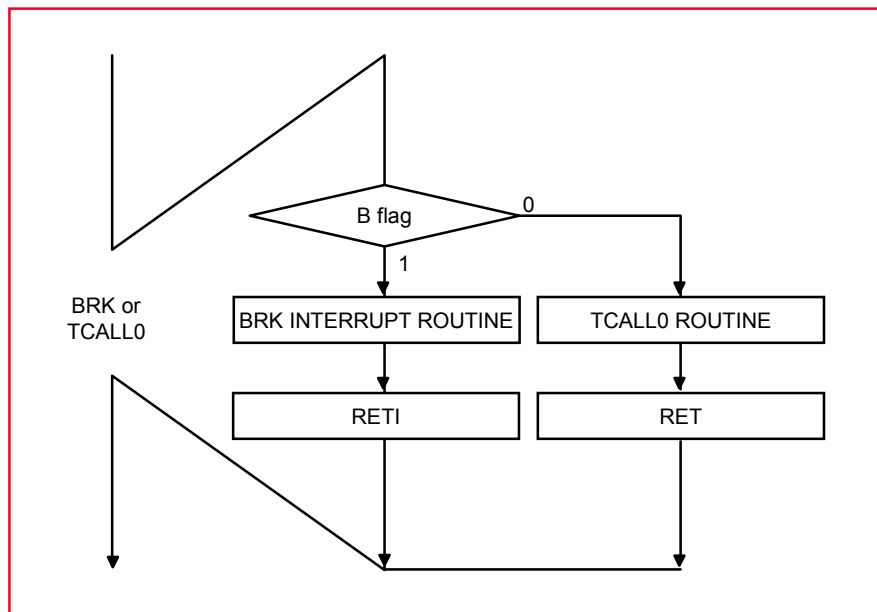 B flag
0
1
BRK or
TCALL0
BRK INTERRUPT ROUTINE
TCALL0 ROUTINE
RETI
RET